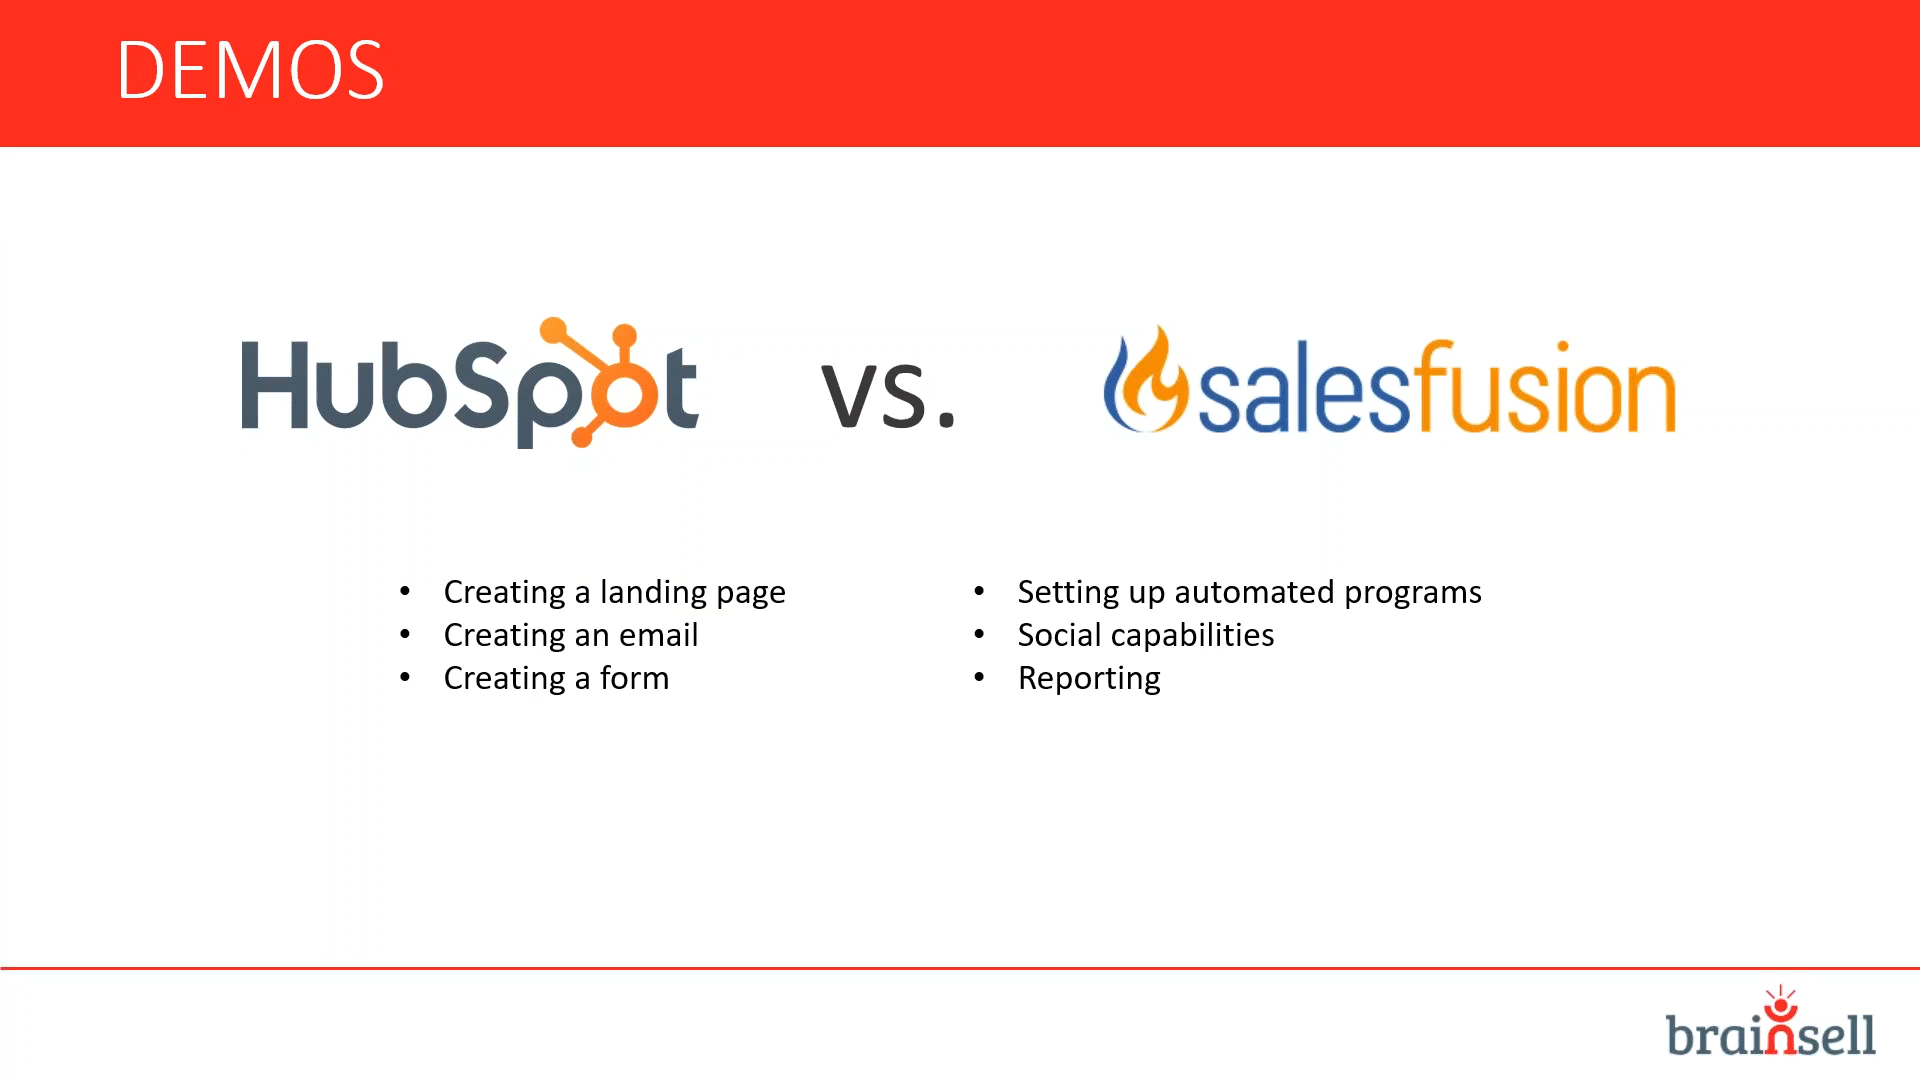 DEMOS
HubSpot vs. salesfusion
• Creating a landing page
• Creating an email
• Creating a form
• Setting up automated programs
• Social capabilities
• Reporting
brainsell